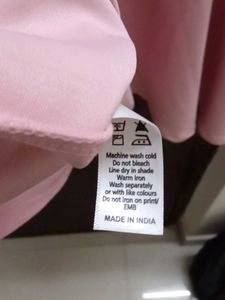 Machine wash cold
Do not bleach
Line dry in shade
Warm iron
Wash separately
or with like colours
Do not iron on print/
EMB
MADE IN INDIA